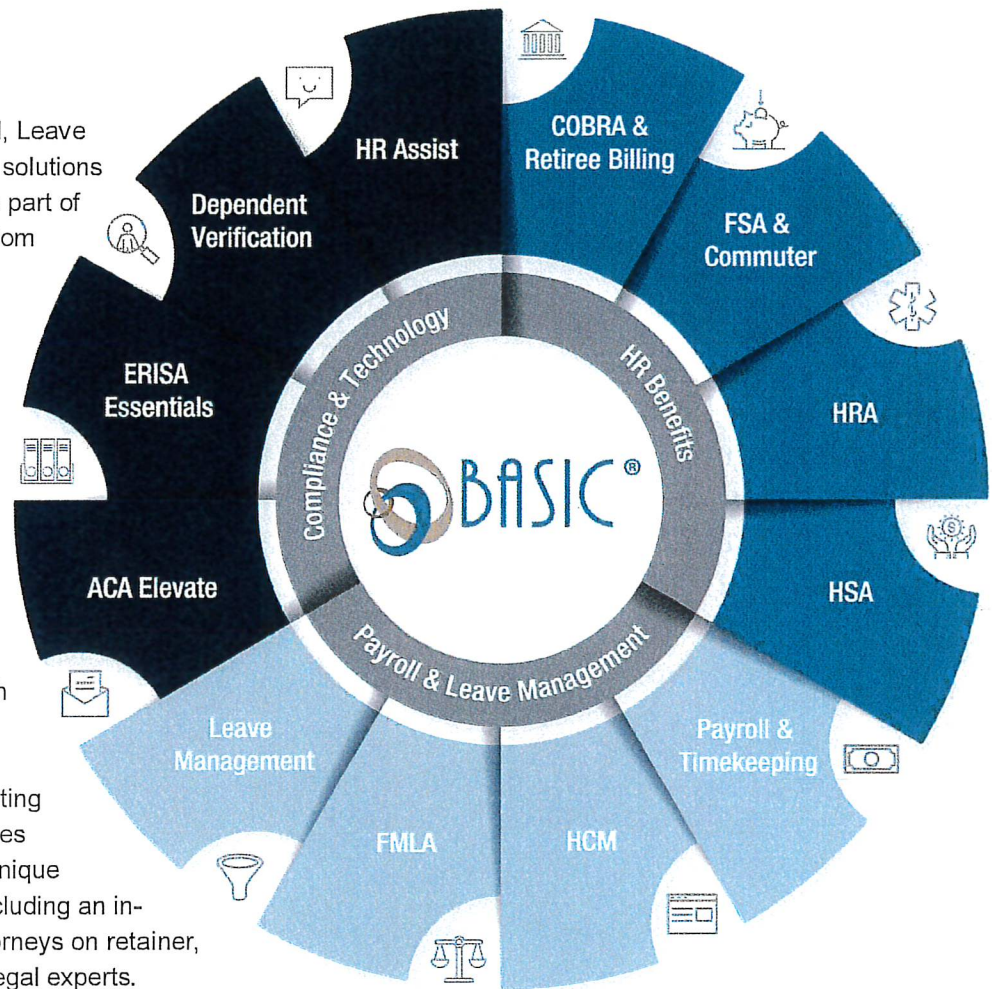 l, Leave
solutions
part of
om
n
ting
es
nique
cluding an in-
orneys on retainer,
egal experts.
HR Assist
COBRA &
Retiree Billing
FSA &
Commuter
HRA
HSA
Payroll &
Timekeeping
HCM
FMLA
Leave
Management
ACA Elevate
ERISA
Essentials
Dependent
Verification
Compliance & Technology
HR Benefits
Payroll & Leave Management
BASIC®